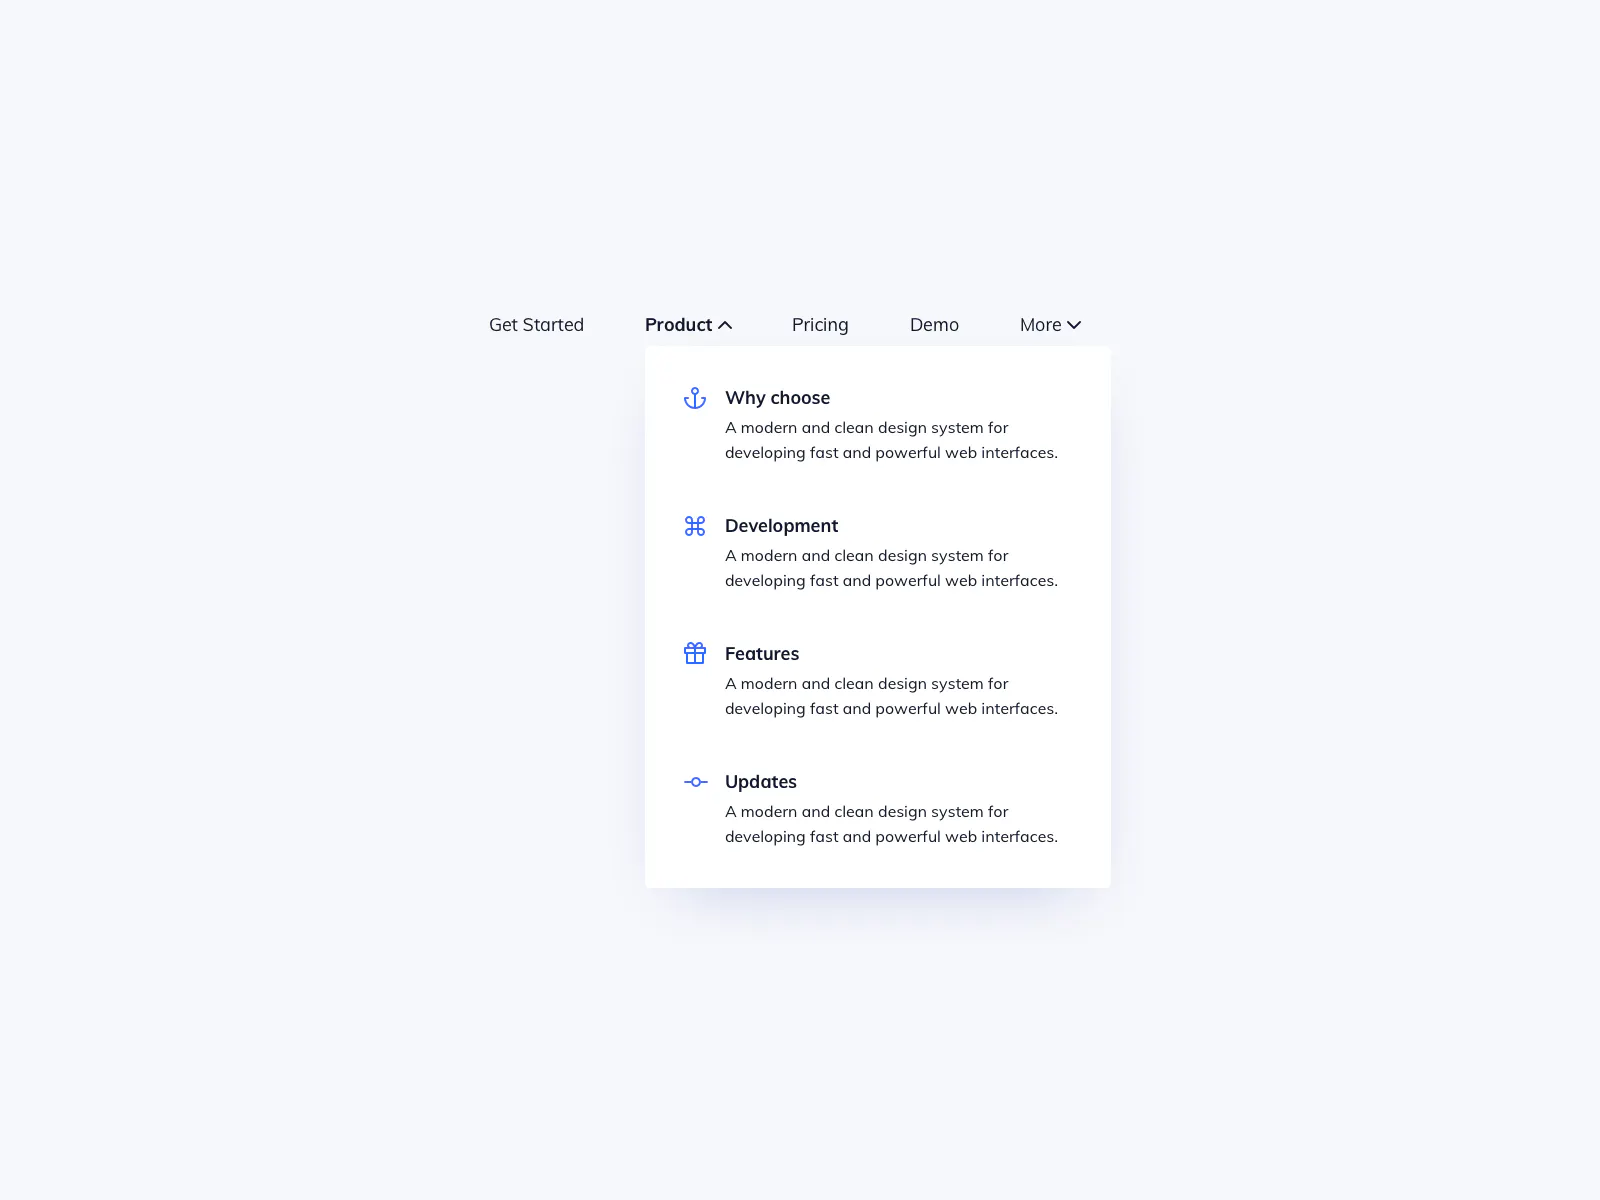 Get Started Product Pricing Demo More
Why choose
A modern and clean design system for
developing fast and powerful web interfaces.
Development
A modern and clean design system for
developing fast and powerful web interfaces.
Features
A modern and clean design system for
developing fast and powerful web interfaces.
Updates
A modern and clean design system for
developing fast and powerful web interfaces.